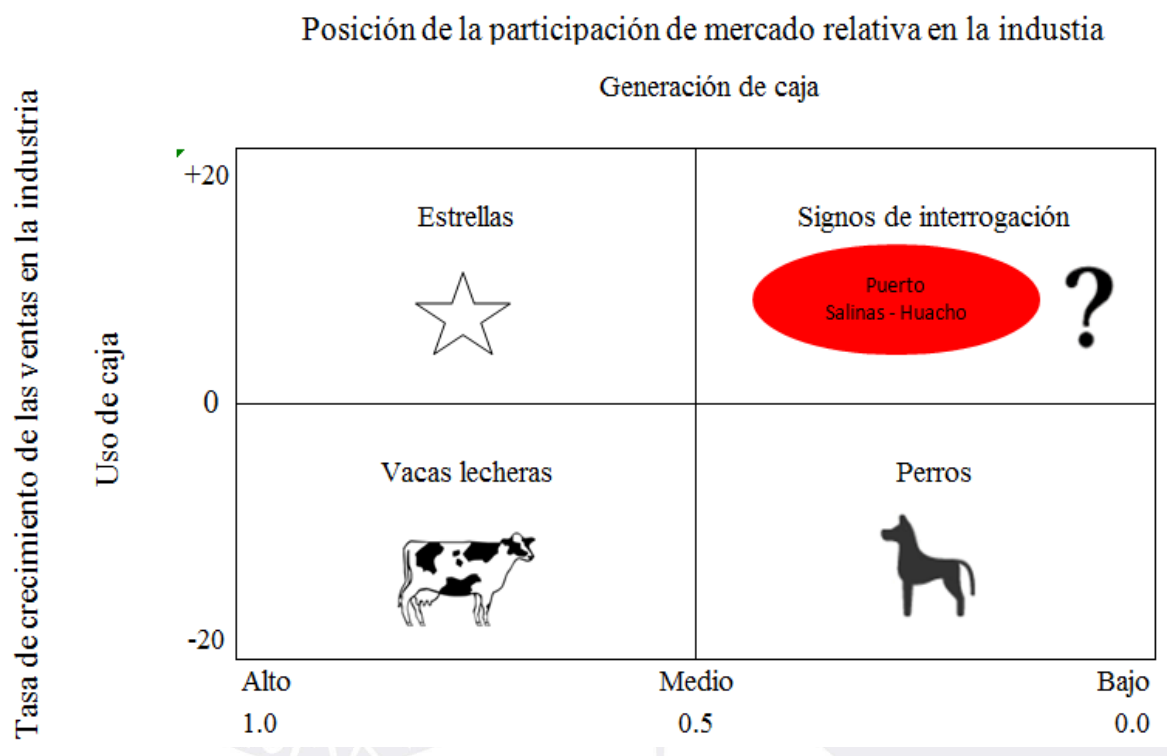 Posición de la participación de mercado relativa en la industia
Generación de caja
Tasa de crecimiento de las ventas en la industria
Uso de caja
+20
Estrellas
Signos de interrogación
Puerto
Salinas - Huacho
?
0
Vacas lecheras
Perros
-20
Alto
Medio
Bajo
1.0
0.5
0.0